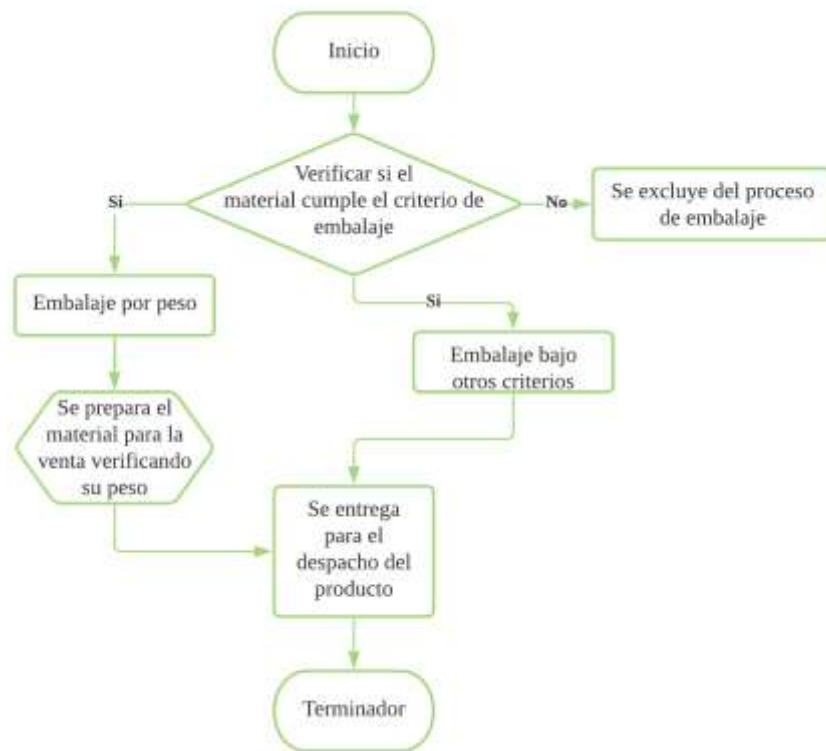 Inicio
Verificar si el
material cumple el criterio de
embalaje
Si
No
Se excluye del proceso
de embalaje
Embalaje por peso
Si
Embalaje bajo
otros criterios
Se prepara el
material para la
venta verificando
su peso
Se entrega
para el
despacho del
producto
Terminador